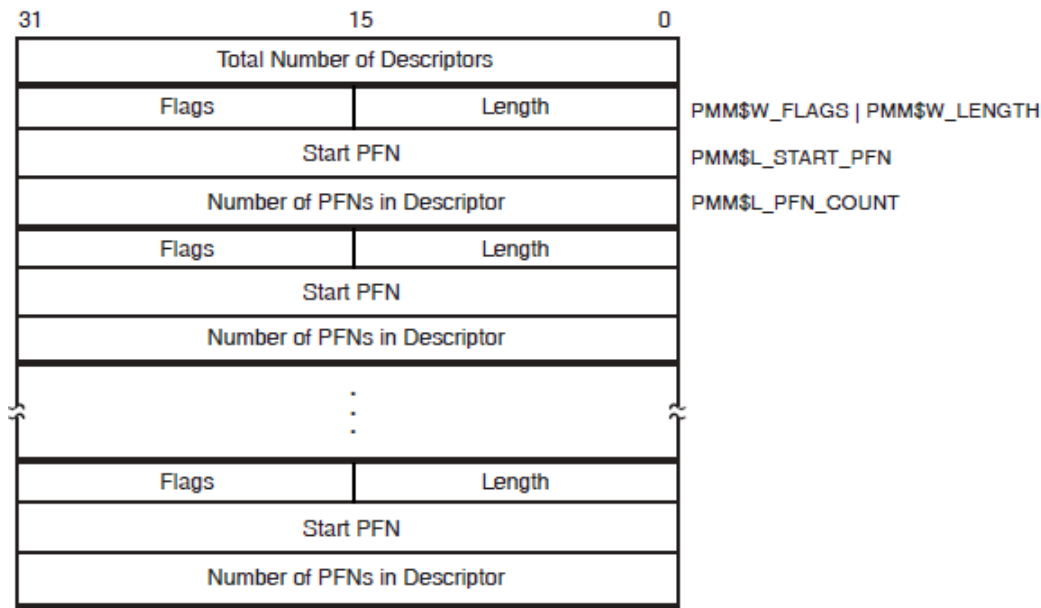 31 15 0
Total Number of Descriptors
Flags Length PMM$W_FLAGS | PMM$W_LENGTH
Start PFN PMM$L_START_PFN
Number of PFNs in Descriptor PMM$L_PFN_COUNT
Flags Length
Start PFN
Number of PFNs in Descriptor
Flags Length
Start PFN
Number of PFNs in Descriptor